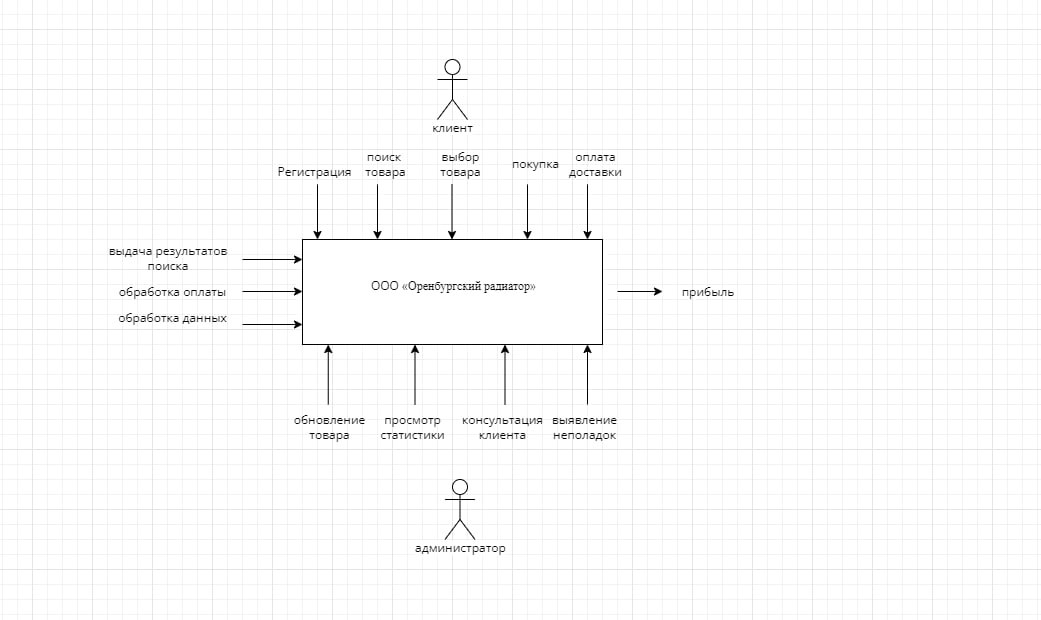 клиент
Регистрация
поиск
товара
выбор
товара
покупка
оплата
доставки
выдача результатов
поиска
обработка оплаты
обработка данных
ООО «Оренбургский радиатор»
прибыль
обновление
товара
просмотр
статистики
консультация
клиента
выявление
неполадок
администратор